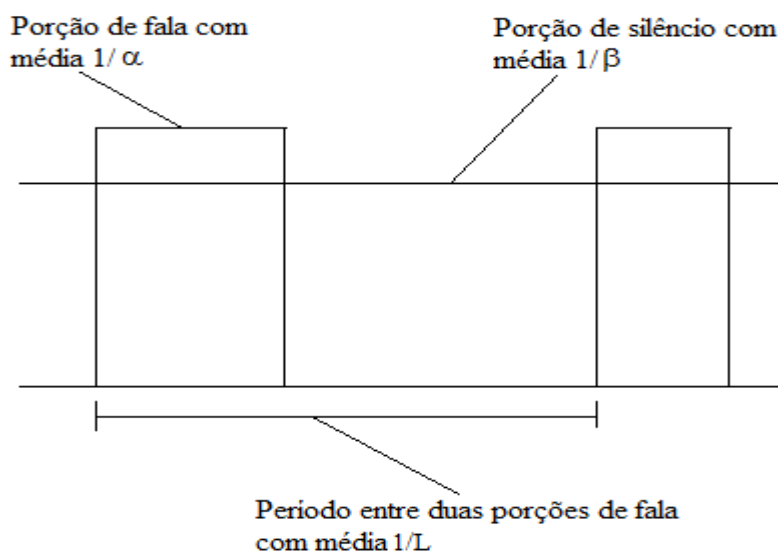 Porção de fala com
média 1/ α
Porção de silêncio com
média 1/β
Periodo entre duas porções de fala
com média 1/L